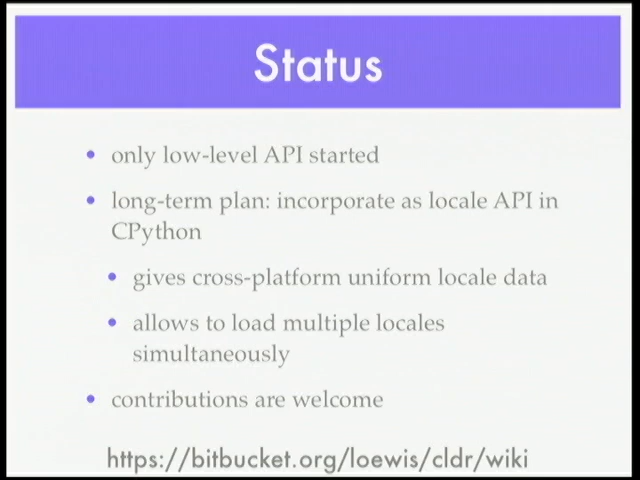 Status
• only low-level API started
• long-term plan: incorporate as locale API in
CPython
• gives cross-platform uniform locale data
• allows to load multiple locales
simultaneously
• contributions are welcome
https://bitbucket.org/loewis/cldr/wiki